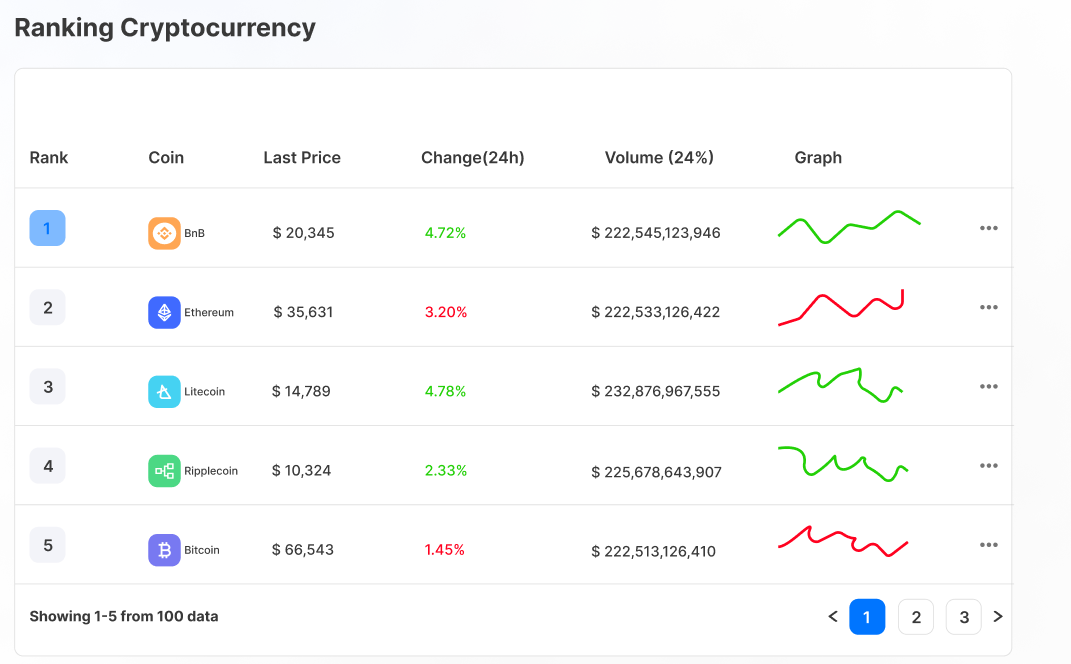 Ranking Cryptocurrency
Rank Coin Last Price Change(24h) Volume (24%) Graph
1 BnB $ 20,345 4.72% $ 222,545,123,946
2 Ethereum $ 35,631 3.20% $ 222,533,126,422
3 Litecoin $ 14,789 4.78% $ 232,876,967,555
4 Ripplecoin $ 10,324 2.33% $ 225,678,643,907
5 Bitcoin $ 66,543 1.45% $ 222,513,126,410
Showing 1-5 from 100 data < 1 2 3 >